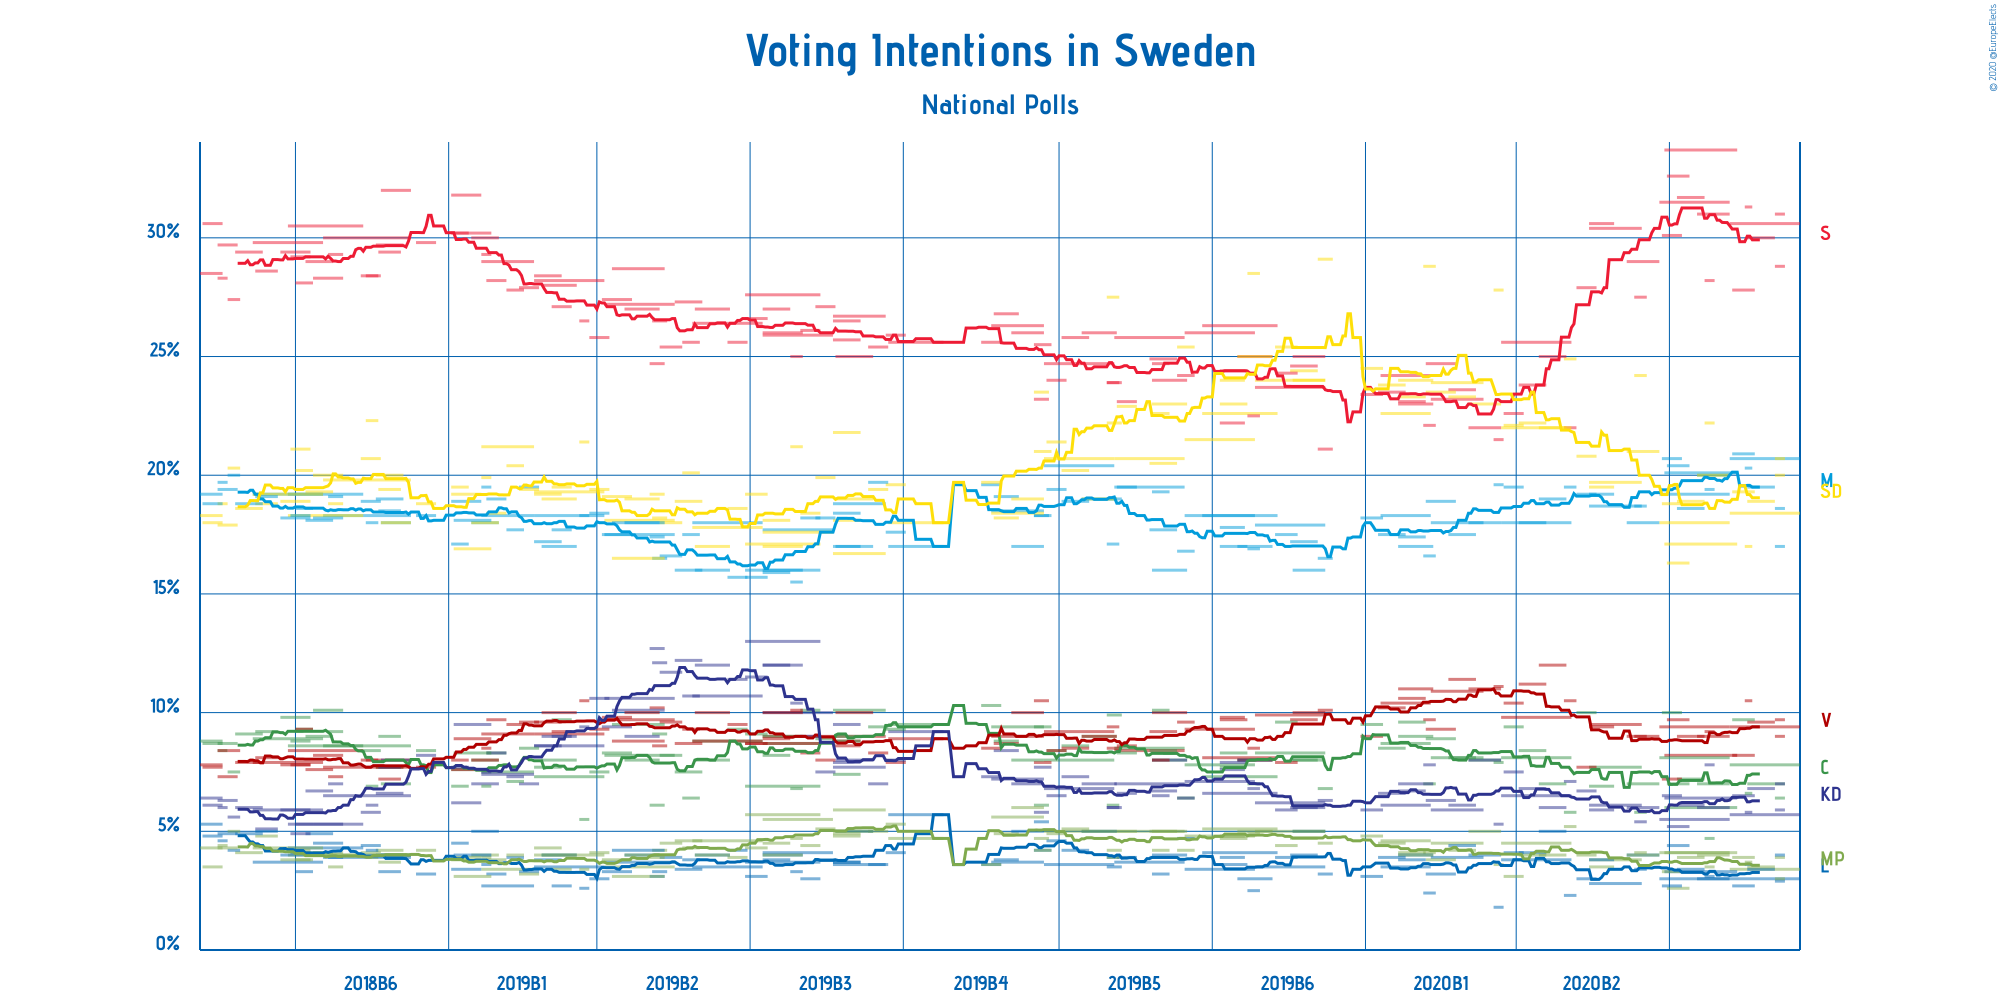 © 2020 @EuropeElects
Voting Intentions in Sweden
National Polls
30%
S
25%
20%
M
SD
15%
10%
V
C
KD
5%
MP
L
0%
2018B6 2019B1 2019B2 2019B3 2019B4 2019B5 2019B6 2020B1 2020B2